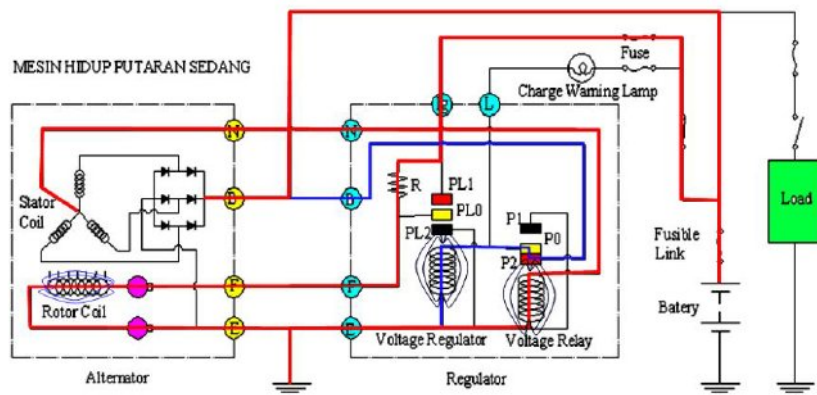 MESIN HIDUP PUTARAN SEDANG
Fuse
Charge Warning Lamp
L
N
N
B
B
F
F
E
E
Stator
Coil
Rotor Coil
R
PL1
PL0
PL2
P1
P0
P2
Voltage Regulator
Voltage Relay
Fusible
Link
Batery
Load
Alternator
Regulator